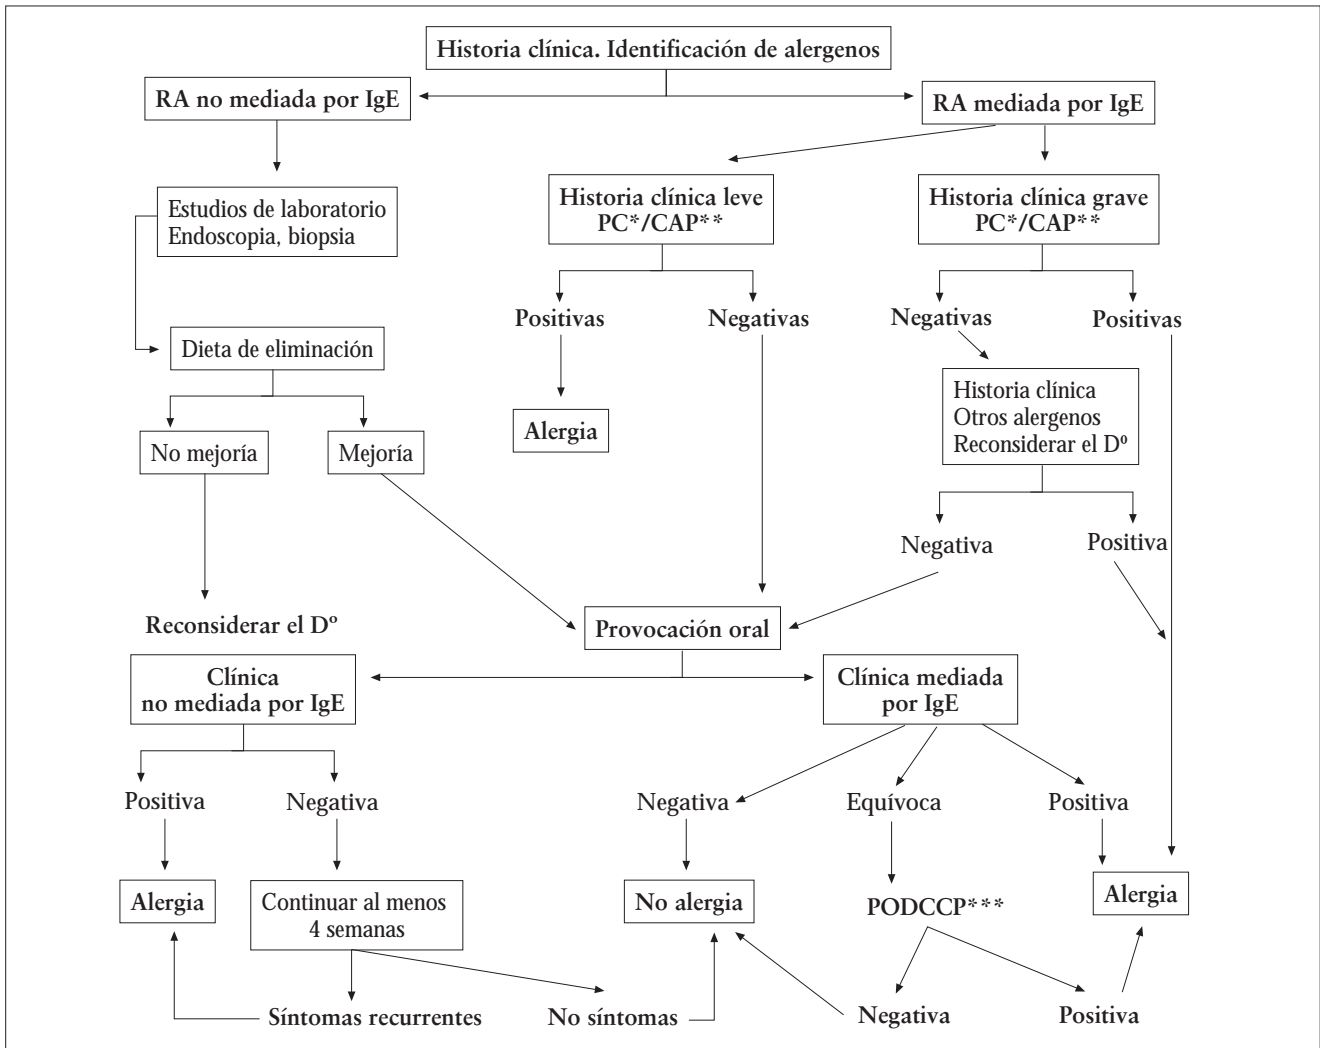 Historia clínica. Identificación de alergenos
RA no mediada por IgE
RA mediada por IgE
Estudios de laboratorio
Endoscopia, biopsia
Historia clínica leve
PC*/CAP**
Historia clínica grave
PC*/CAP**
Positivas
Negativas
Negativas
Positivas
Dieta de eliminación
Historia clínica
Otros alergenos
Reconsiderar el Dº
Alergia
No mejoría
Mejoría
Negativa
Positiva
Reconsiderar el Dº
Provocación oral
Clínica
no mediada por IgE
Clínica mediada
por IgE
Positiva
Negativa
Negativa
Equívoca
Positiva
Alergia
Continuar al menos
4 semanas
No alergia
PODCCP***
Alergia
Síntomas recurrentes
No síntomas
Negativa
Positiva